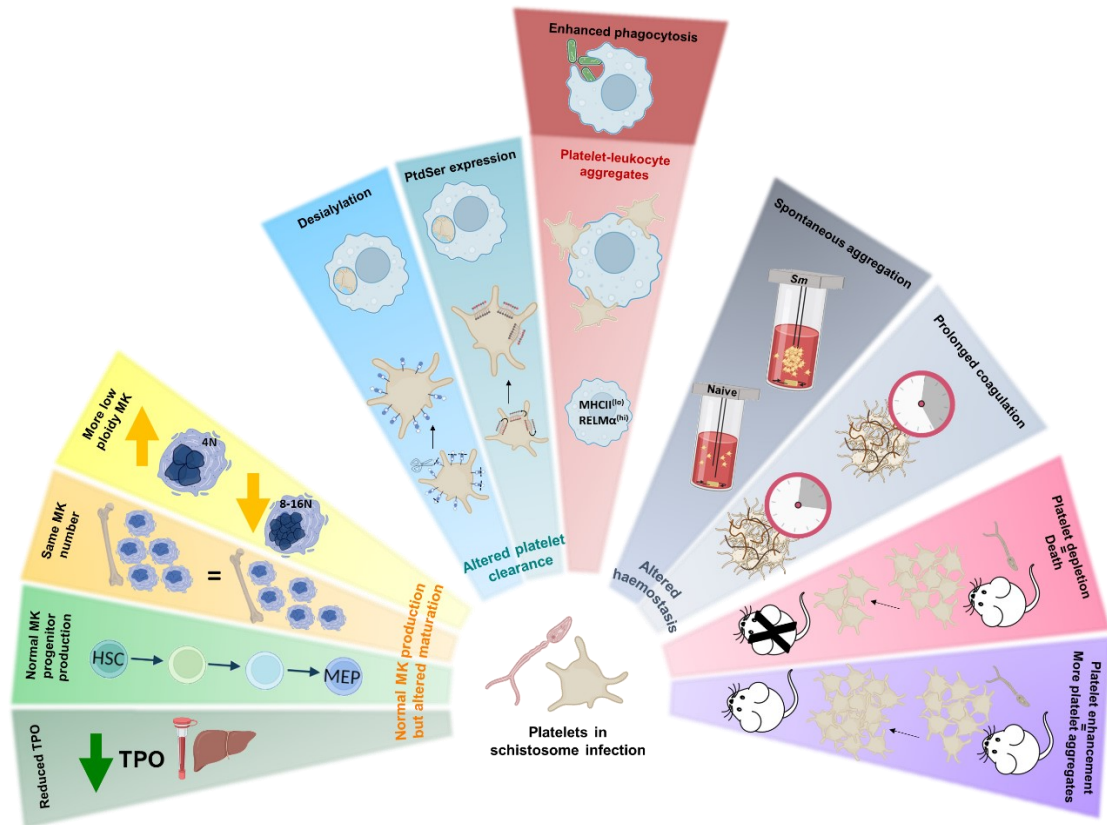 Enhanced phagocytosis
Platelet-leukocyte
aggregates
MHCII(lo)
RELMα(hi)
PtdSer expression
Desialylation
Altered platelet
clearance
More low
ploidy MK
4N
8-16N
Same MK
number
=
Normal MK
progenitor
production
HSC
MEP
Reduced TPO
TPO
Normal MK production
but altered maturation
Spontaneous aggregation
Sm
Naive
Prolonged coagulation
Altered
haemostasis
Platelet depletion
=
Death
Platelet enhancement
=
More platelet aggregates
Platelets in
schistosome infection